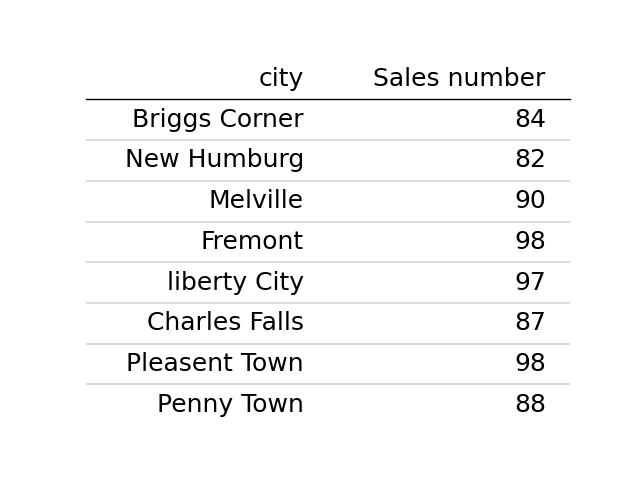 city Sales number
Briggs Corner 84
New Humburg 82
Melville 90
Fremont 98
liberty City 97
Charles Falls 87
Pleasent Town 98
Penny Town 88